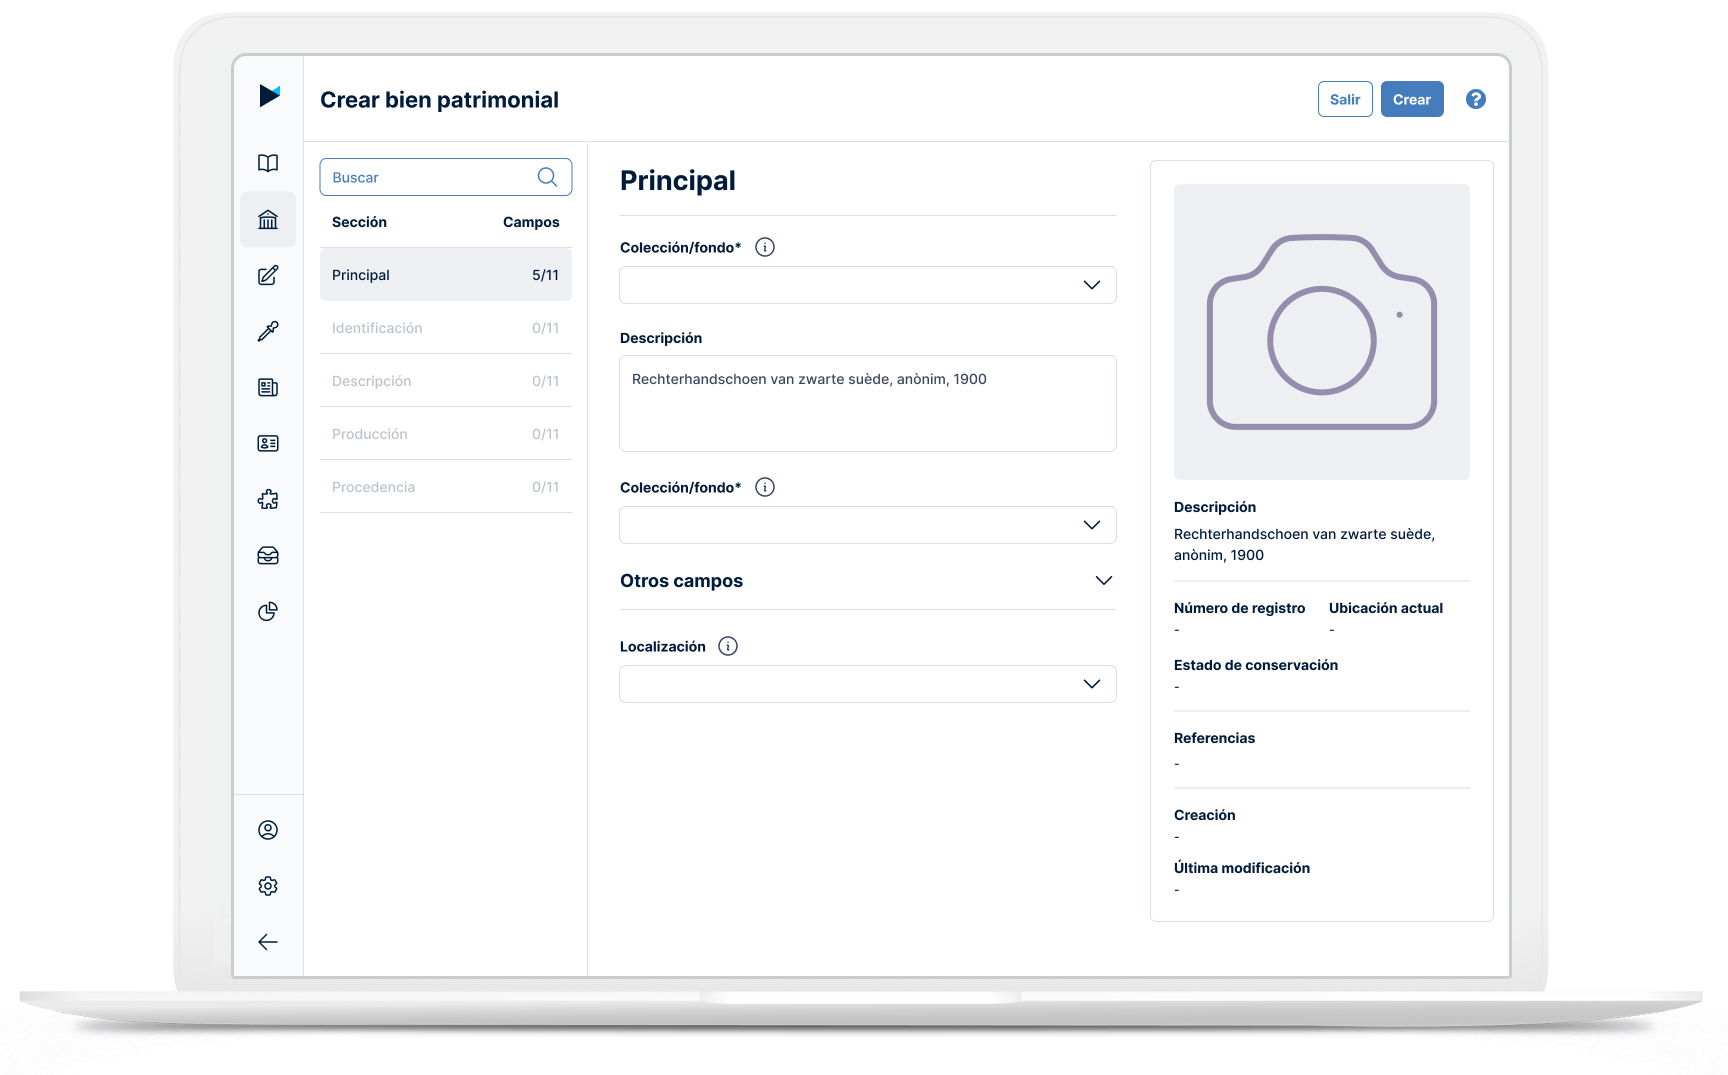 Crear bien patrimonial
Salir
Crear
?
Buscar
Sección Campos
Principal 5/11
Identificación 0/11
Descripción 0/11
Producción 0/11
Procedencia 0/11
Principal
Colección/fondo*
Descripción
Rechterhandschoen van zwarte suède, anònim, 1900
Colección/fondo*
Otros campos
Localización
Descripción
Rechterhandschoen van zwarte suède,
anònim, 1900
Número de registro Ubicación actual
- -
Estado de conservación
-
Referencias
-
Creación
-
Última modificación
-